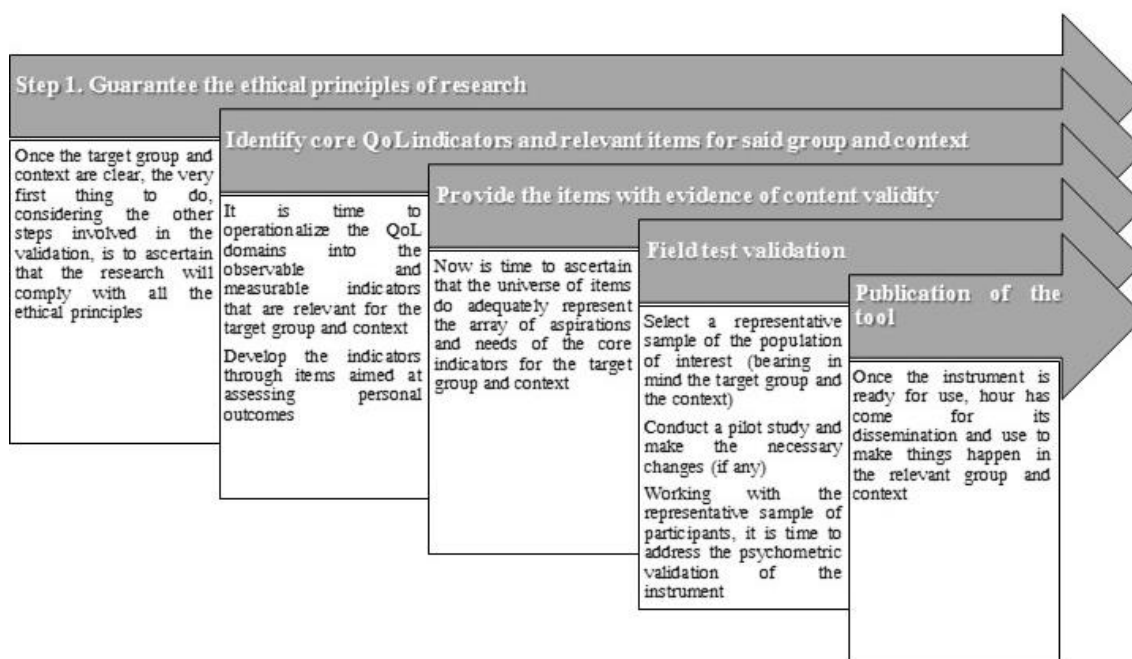 Step 1. Guarantee the ethical principles of research
Once the target group and
context are clear, the very
first thing to do,
considering the other
steps involved in the
validation, is to ascertain
that the research will
comply with all the
ethical principles
Identify core QoL indicators and relevant items for said group and context
It is time to
operationalize the QoL
domains into the
observable and
measurable indicators
that are relevant for the
target group and context
Develop the indicators
through items aimed at
assessing personal
outcomes
Provide the items with evidence of content validity
Now is time to ascertain
that the universe of items
do adequately represent
the array of aspirations
and needs of the core
indicators for the target
group and context
Field test validation
Select a representative
sample of the population
of interest (bearing in
mind the target group and
the context)
Conduct a pilot study and
make the necessary
changes (if any)
Working with the
representative sample of
participants, it is time to
address the psychometric
validation of the
instrument
Publication of the
tool
Once the instrument is
ready for use, hour has
come for its
dissemination and use to
make things happen in
the relevant group and
context